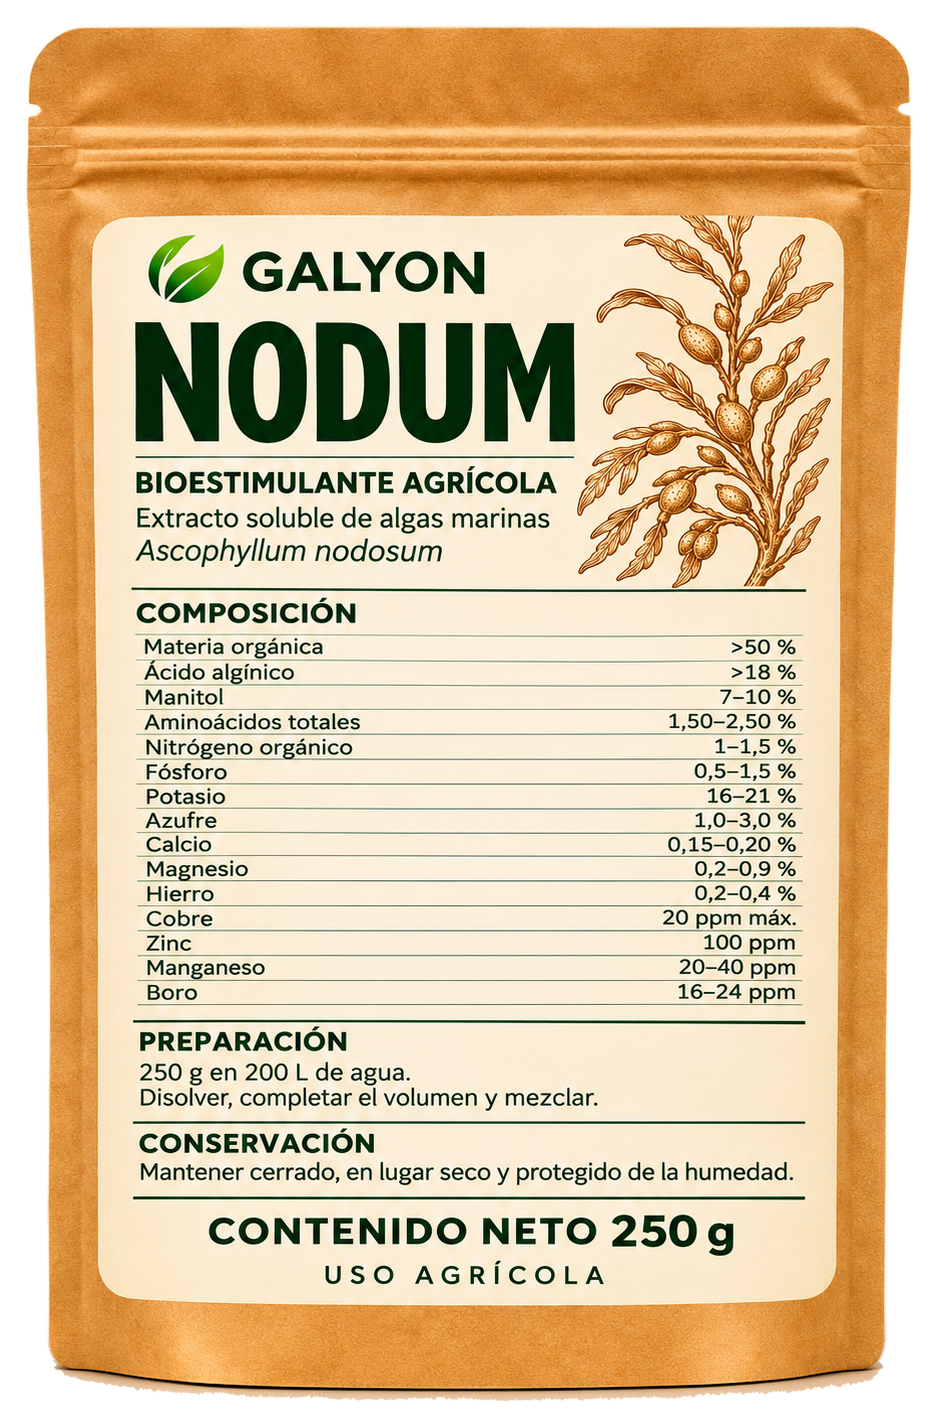 GALYON
NODUM
BIOESTIMULANTE AGRÍCOLA
Extracto soluble de algas marinas
Ascophyllum nodosum
COMPOSICIÓN
Materia orgánica >50 %
Ácido algínico >18 %
Manitol 7–10 %
Aminoácidos totales 1,50–2,50 %
Nitrógeno orgánico 1–1,5 %
Fósforo 0,5–1,5 %
Potasio 16–21 %
Azufre 1,0–3,0 %
Calcio 0,15–0,20 %
Magnesio 0,2–0,9 %
Hierro 0,2–0,4 %
Cobre 20 ppm máx.
Zinc 100 ppm
Manganeso 20–40 ppm
Boro 16–24 ppm
PREPARACIÓN
250 g en 200 L de agua.
Disolver, completar el volumen y mezclar.
CONSERVACIÓN
Mantener cerrado, en lugar seco y protegido de la humedad.
CONTENIDO NETO 250 g
USO AGRÍCOLA